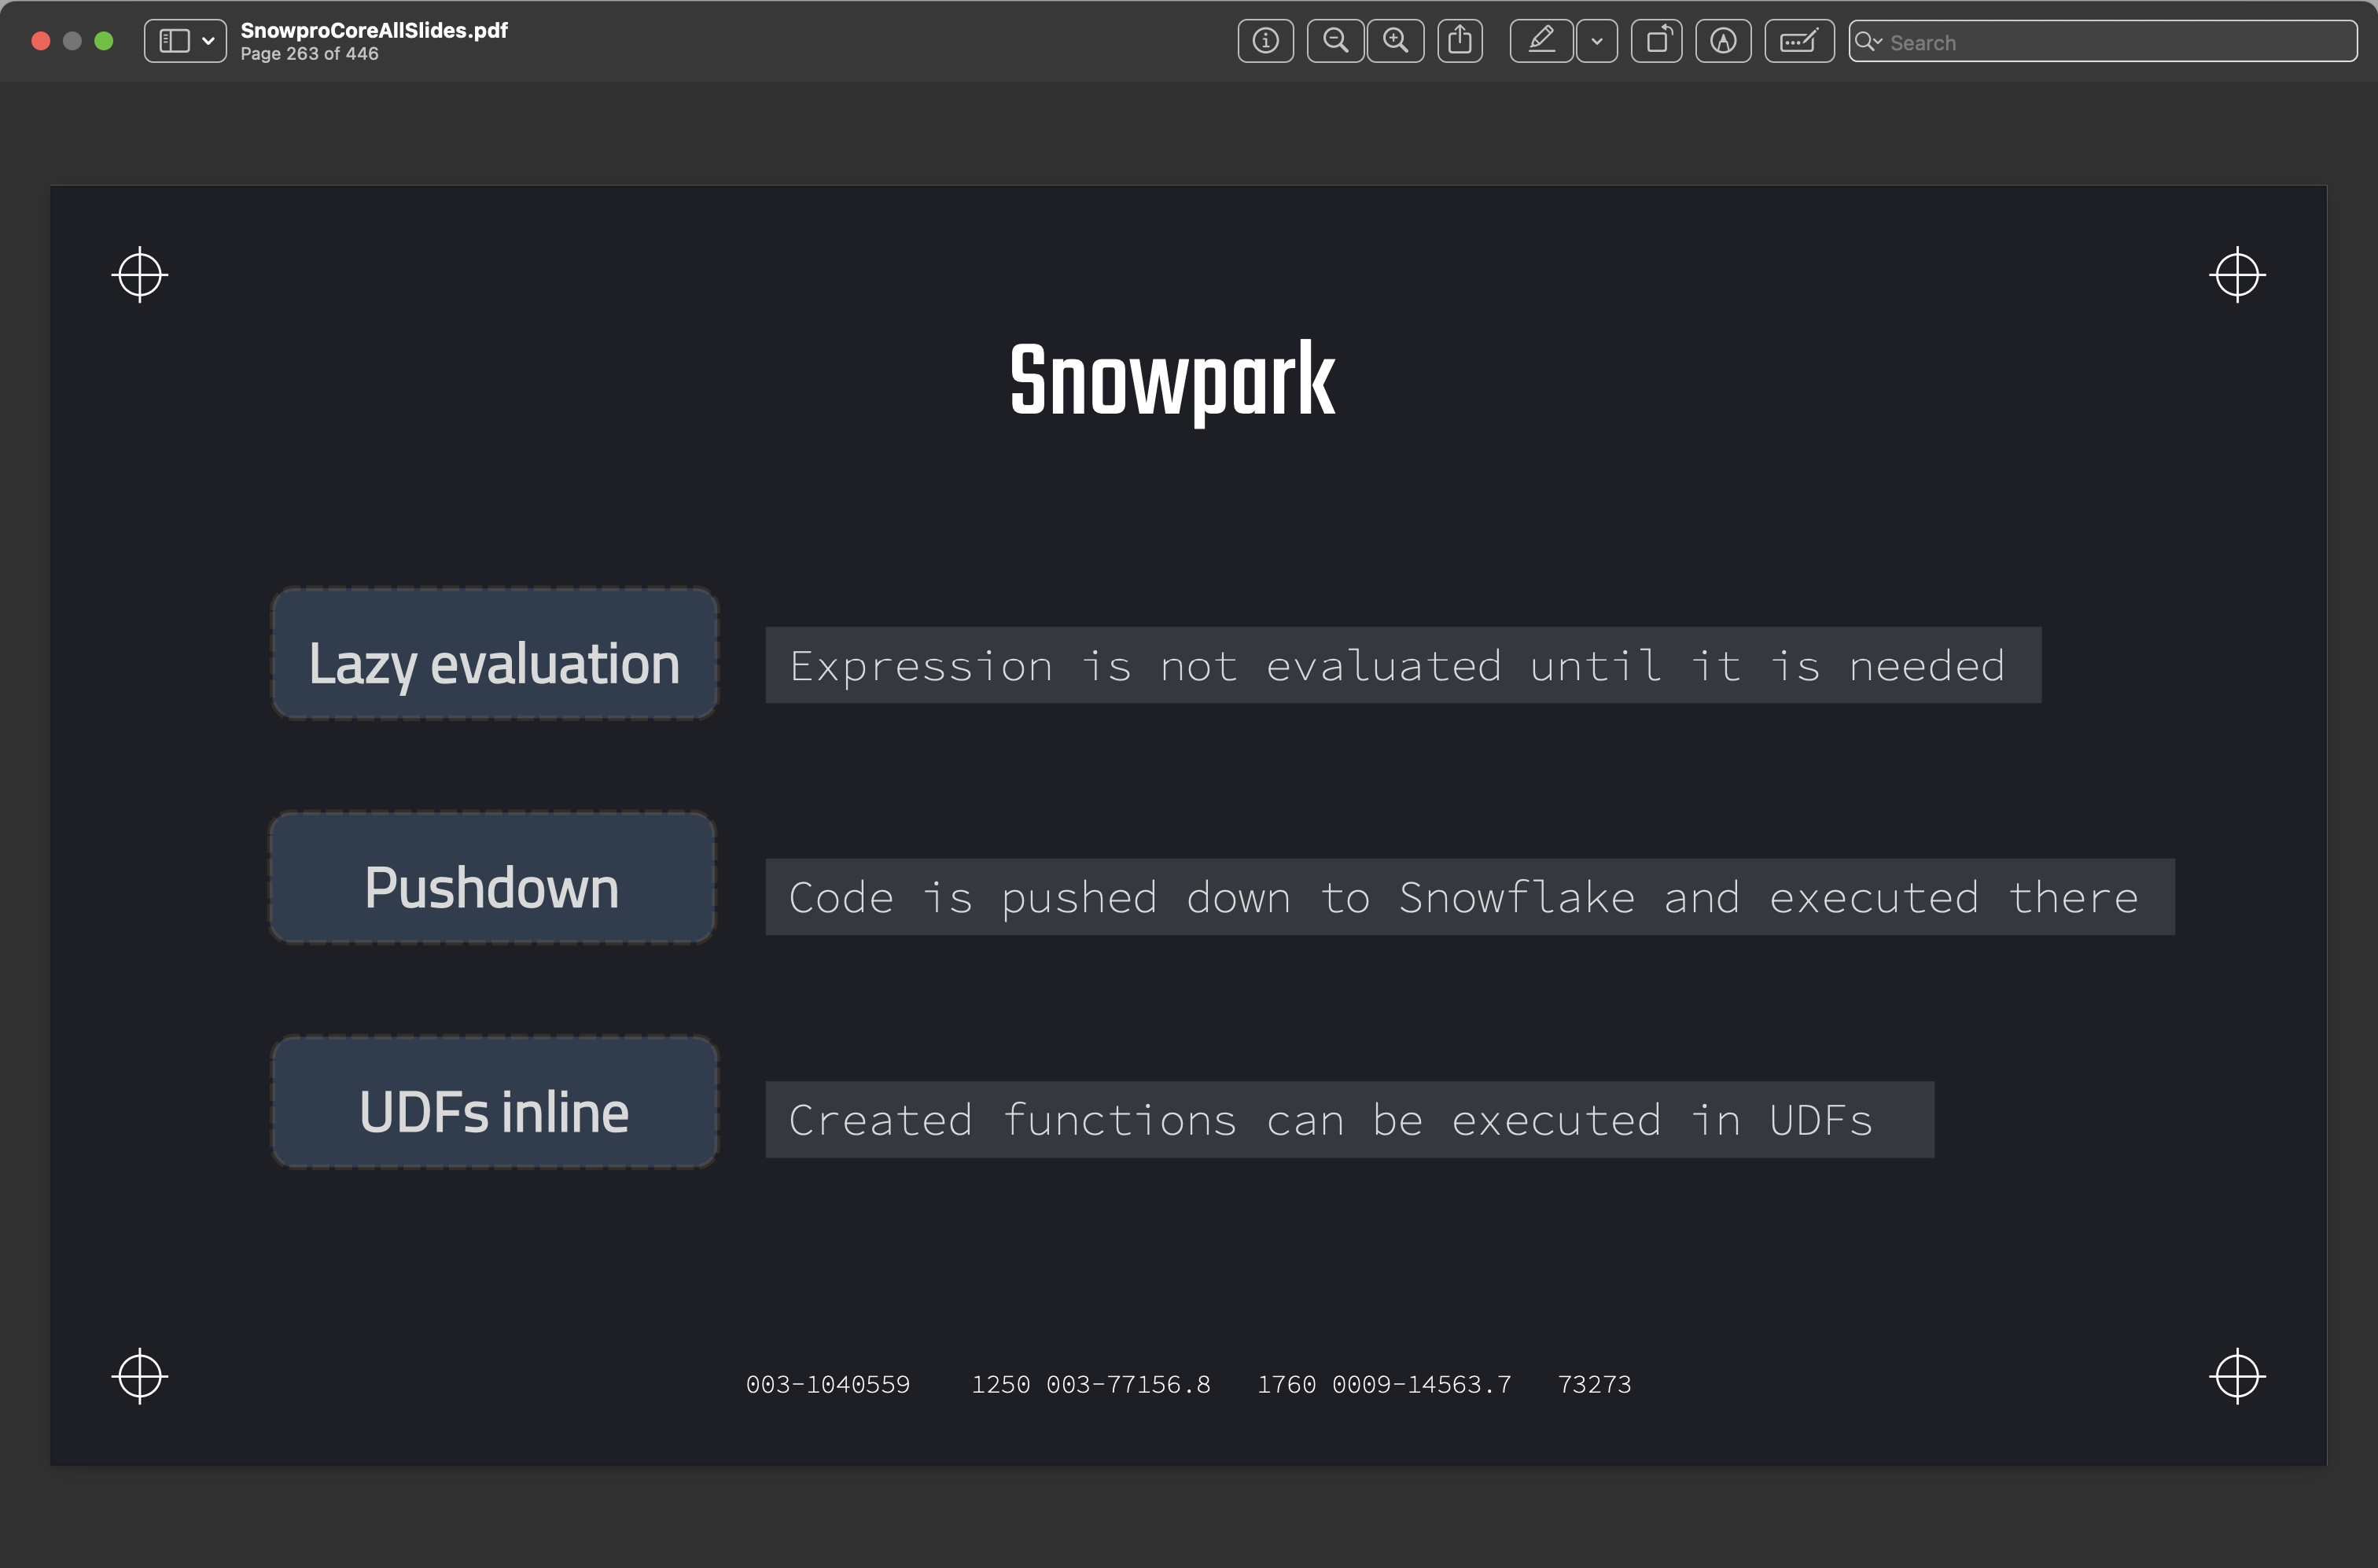 SnowproCoreAllSlides.pdf
Page 263 of 446
Search
Snowpark
Lazy evaluation
Expression is not evaluated until it is needed
Pushdown
Code is pushed down to Snowflake and executed there
UDFs inline
Created functions can be executed in UDFs
003-1040559 1250 003-77156.8 1760 0009-14563.7 73273